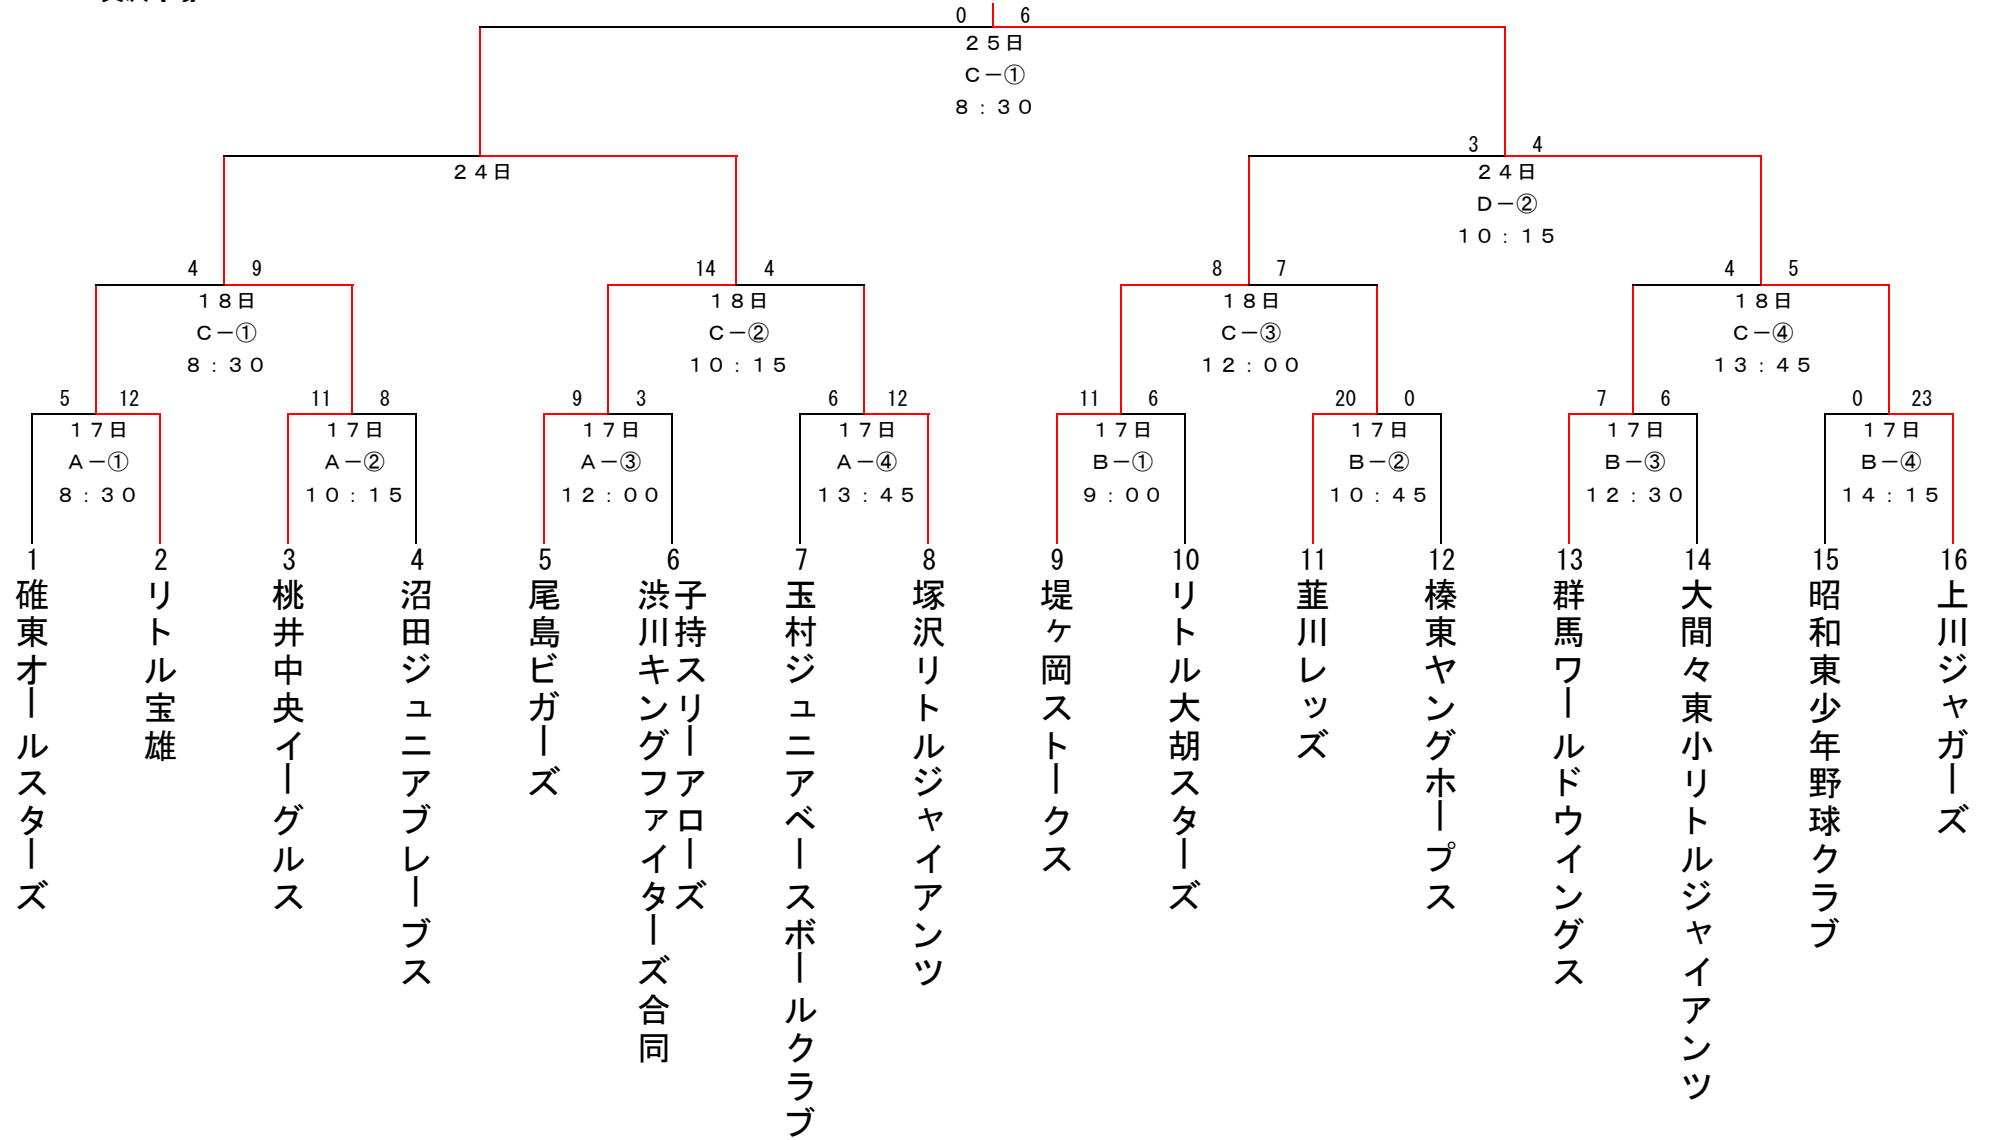 0 6
２５日
Ｃ－①
８：３０
3 4
２４日
２４日
Ｄ－②
１０：１５
4 9
14 4
8 7
4 5
１８日
Ｃ－①
８：３０
１８日
Ｃ－②
１０：１５
１８日
Ｃ－③
１２：００
１８日
Ｃ－④
１３：４５
5 12
11 8
9 3
6 12
11 6
20 0
7 6
0 23
１７日
Ａ－①
８：３０
１７日
Ａ－②
１０：１５
１７日
Ａ－③
１２：００
１７日
Ａ－④
１３：４５
１７日
Ｂ－①
９：００
１７日
Ｂ－②
１０：４５
１７日
Ｂ－③
１２：３０
１７日
Ｂ－④
１４：１５
1
碓東オールスターズ
2
リトル宝雄
3
桃井中央イーグルス
4
沼田ジュニアブレーブス
5
尾島ビガーズ
6
子持スリーアローズ
渋川キングファイターズ合同
7
玉村ジュニアベースボールクラブ
8
塚沢リトルジャイアンツ
9
堤ヶ岡ストークス
10
リトル大胡スターズ
11
韮川レッズ
12
榛東ヤングホープス
13
群馬ワールドウイングス
14
大間々東小リトルジャイアンツ
15
昭和東少年野球クラブ
16
上川ジャガーズ